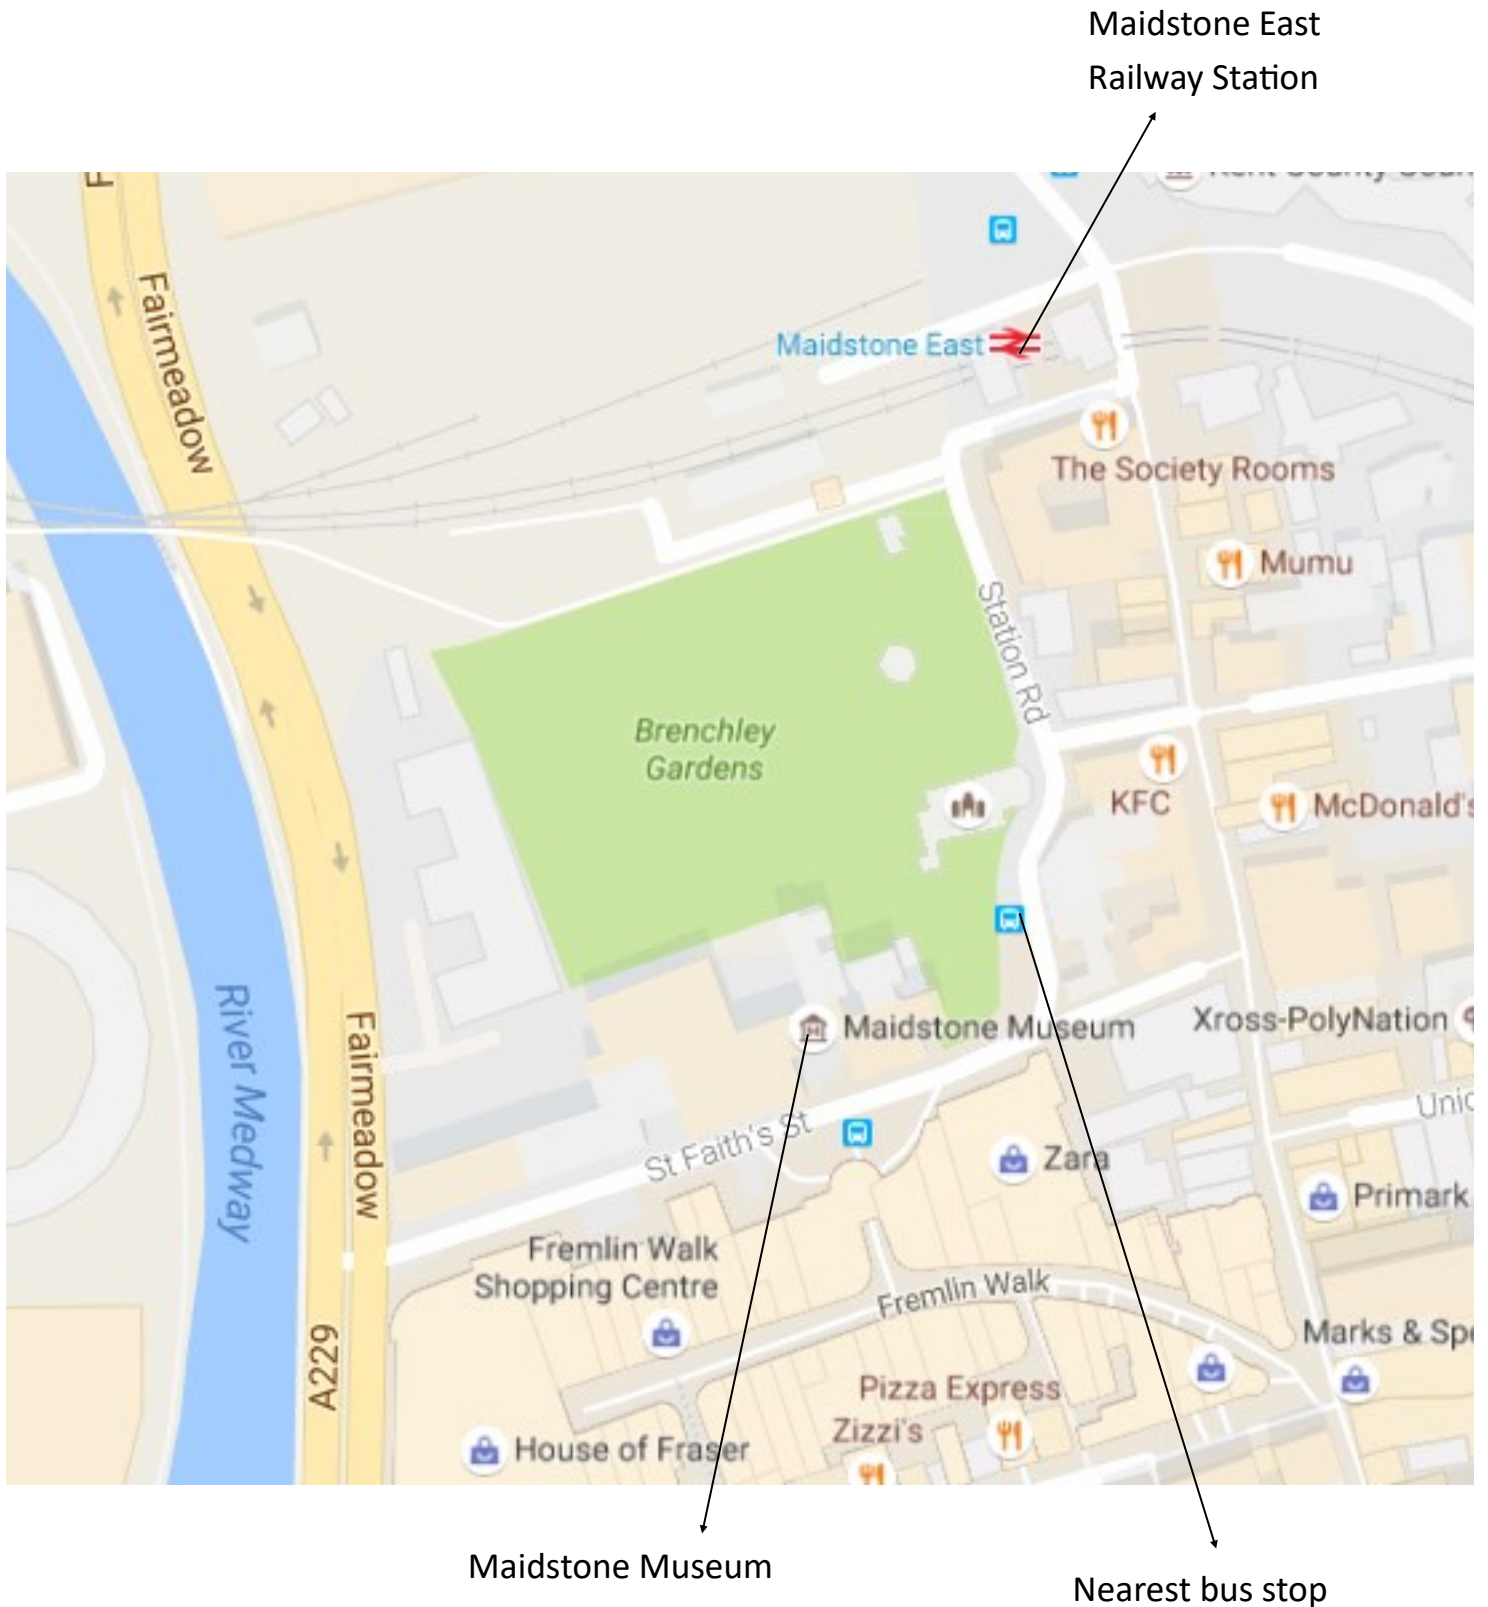 Maidstone East
Railway Station
Fairmeadow
Maidstone East
The Society Rooms
Mumu
Station Rd
Brenchley
Gardens
KFC
McDonald's
River Medway
Fairmeadow
Maidstone Museum
Xross-PolyNation
St Faith's St
Zara
Primark
Fremlin Walk
Shopping Centre
Fremlin Walk
A229
Marks &
Pizza Express
Zizzi's
House of Fraser
Maidstone Museum
Nearest bus stop